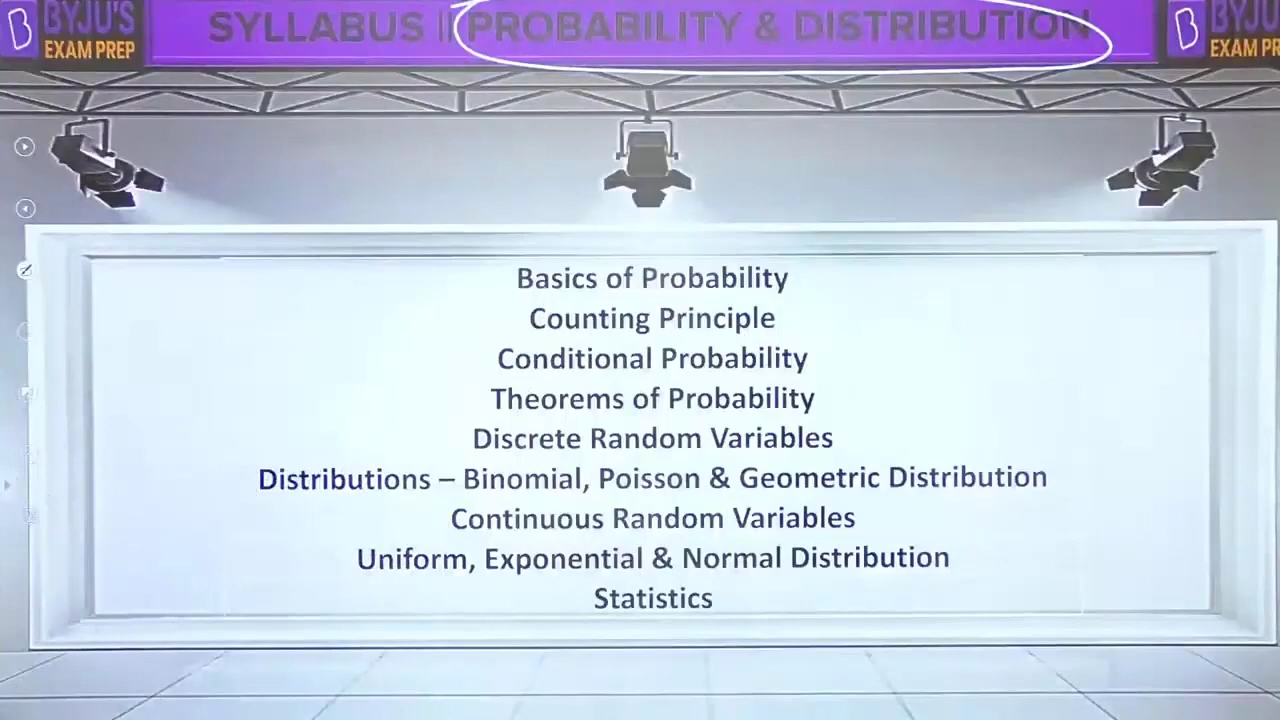 BYJU'S
EXAM PREP
SYLLABUS || PROBABILITY & DISTRIBUTION
BYJU
EXAM PR
Basics of Probability
Counting Principle
Conditional Probability
Theorems of Probability
Discrete Random Variables
Distributions – Binomial, Poisson & Geometric Distribution
Continuous Random Variables
Uniform, Exponential & Normal Distribution
Statistics